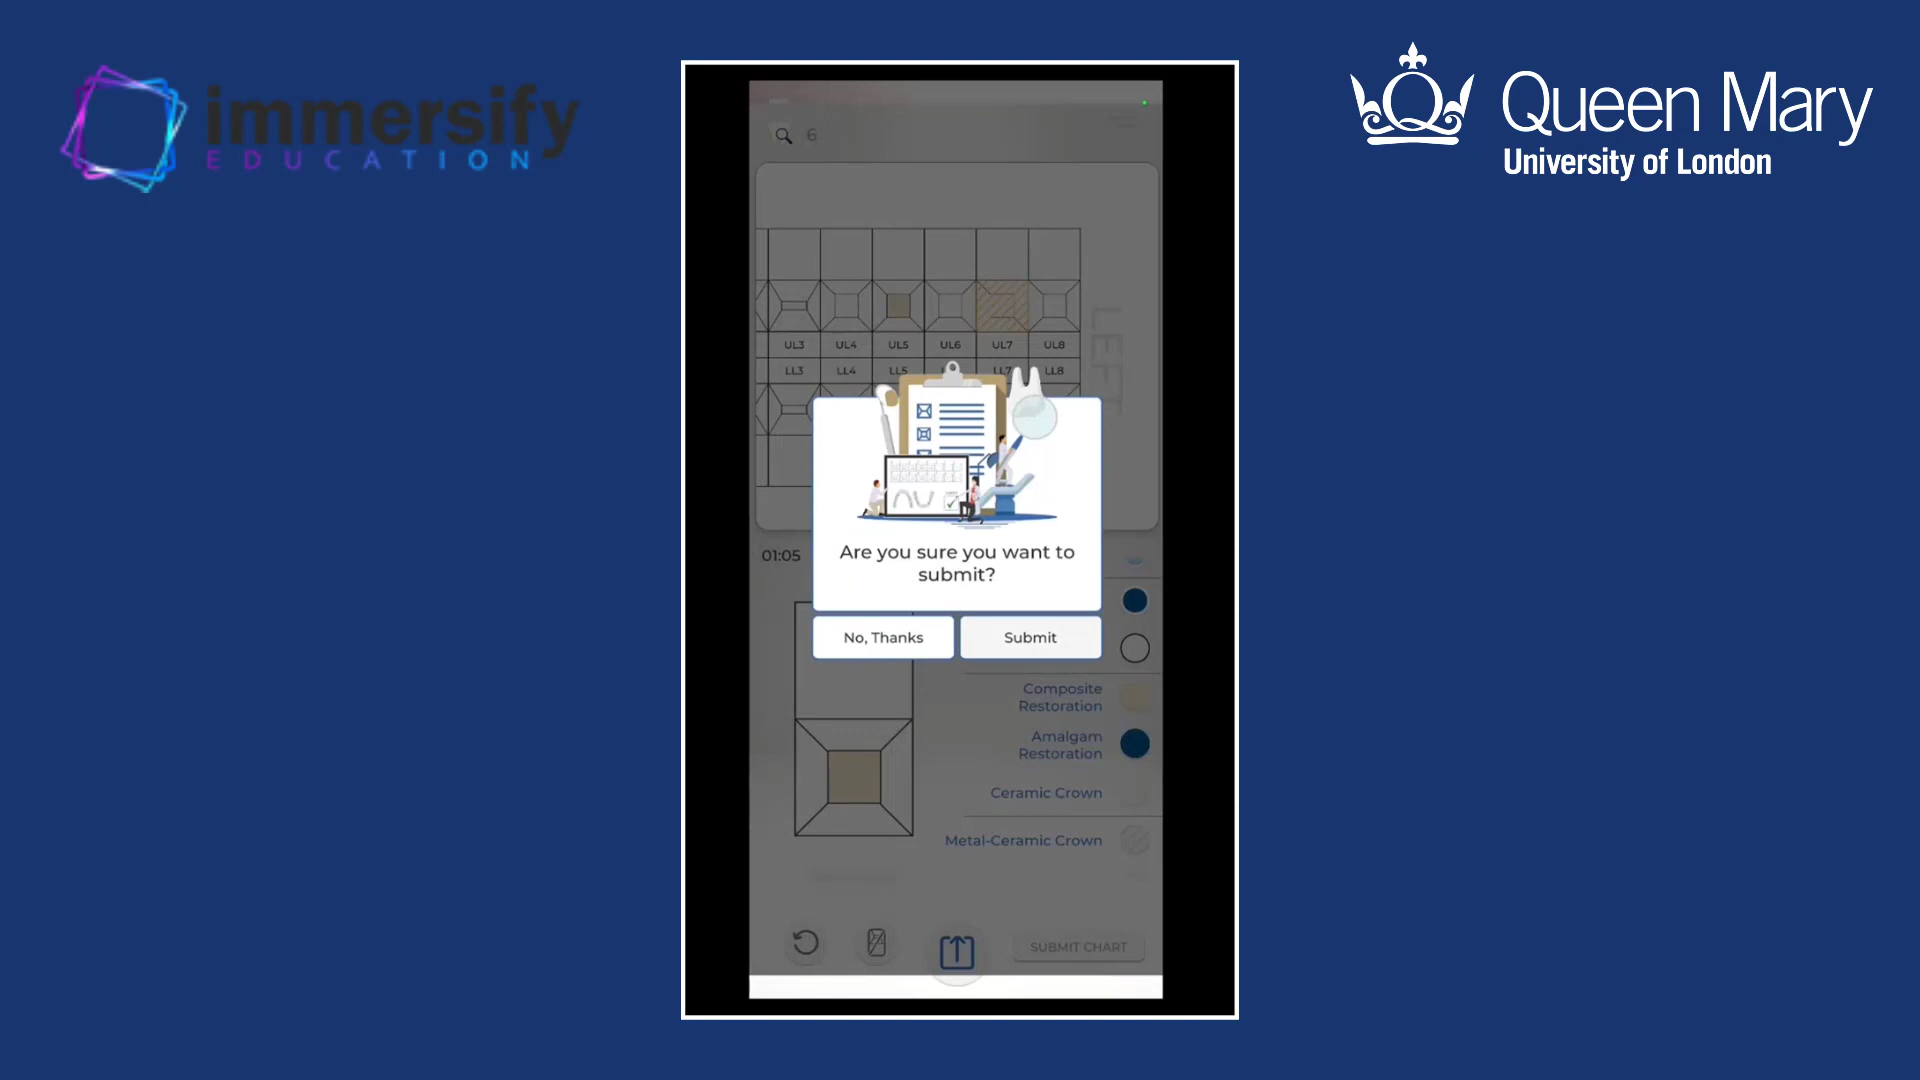 immersify
EDUCATION
Queen Mary
University of London
6
UL3 UL4 UL5 UL6 UL7 UL8
LL3 LL4 LL5 LL7 LL8
LEFT
01:05
Are you sure you want to
submit?
No, Thanks Submit
Composite
Restoration
Amalgam
Restoration
Ceramic Crown
Metal-Ceramic Crown
SUBMIT CHART